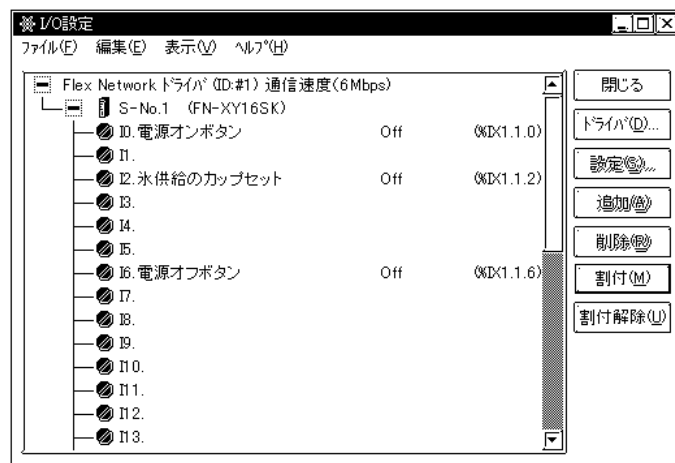 I/O設定
ファイル(F) 編集(E) 表示(V) ヘルプ(H)
Flex Network ドライバ (ID:#1) 通信速度(6Mbps)
S-No.1 (FN-XY16SK)
I0.電源オンボタン Off (%IX1.1.0)
I1.
I2.氷供給のカップセット Off (%IX1.1.2)
I3.
I4.
I5.
I6.電源オフボタン Off (%IX1.1.6)
I7.
I8.
I9.
I10.
I11.
I12.
I13.
閉じる
ドライバ(D)...
設定(S)...
追加(A)
削除(R)
割付(M)
割付解除(U)